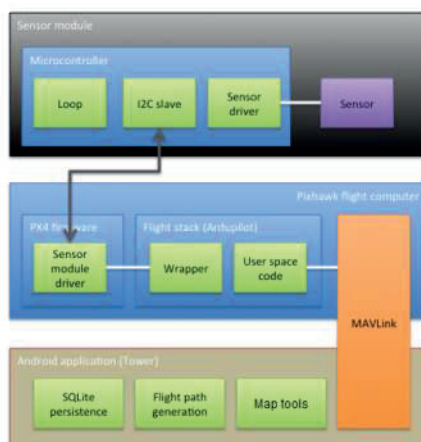 Sensor module
Microcontroller
Loop
I2C slave
Sensor
driver
Sensor
Pixhawk flight computer
PX4 firmware
Flight stack (Ardupilot)
Sensor
module
driver
Wrapper
User space
code
MAVLink
Android application (Tower)
SQLite
persistence
Flight path
generation
Map tools